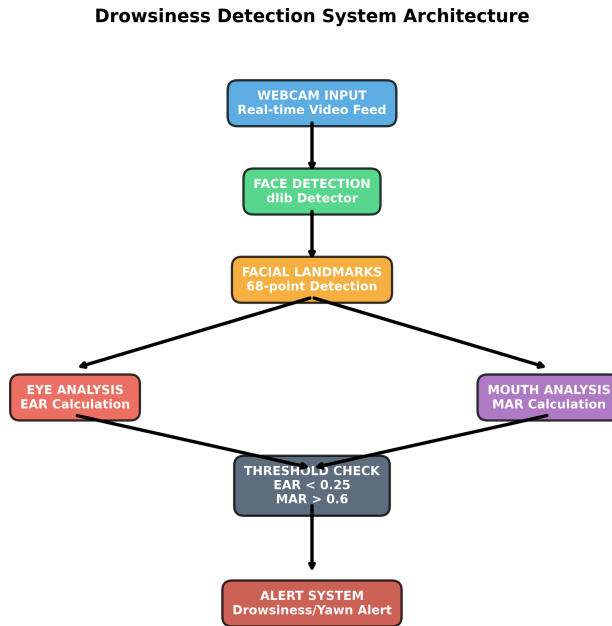 Drowsiness Detection System Architecture
WEBCAM INPUT
Real-time Video Feed
FACE DETECTION
dlib Detector
FACIAL LANDMARKS
68-point Detection
EYE ANALYSIS
EAR Calculation
MOUTH ANALYSIS
MAR Calculation
THRESHOLD CHECK
EAR < 0.25
MAR > 0.6
ALERT SYSTEM
Drowsiness/Yawn Alert